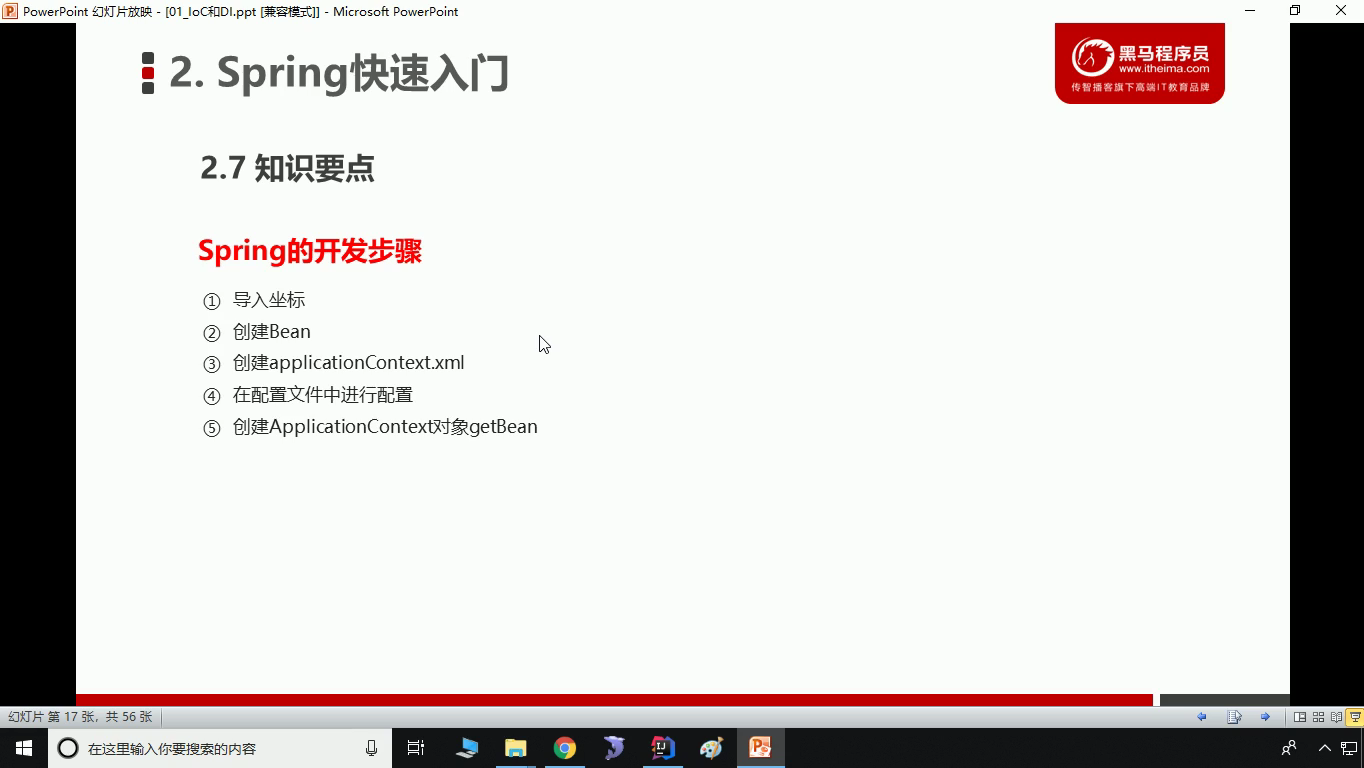 PowerPoint 幻灯片放映 - [01_IoC和DI.ppt [兼容模式]] - Microsoft PowerPoint
2. Spring快速入门
黑马程序员
www.itheima.com
传智播客旗下高端IT教育品牌
2.7 知识要点
Spring的开发步骤
① 导入坐标
② 创建Bean
③ 创建applicationContext.xml
④ 在配置文件中进行配置
⑤ 创建ApplicationContext对象getBean
幻灯片 第 17 张，共 56 张
在这里输入你要搜索的内容